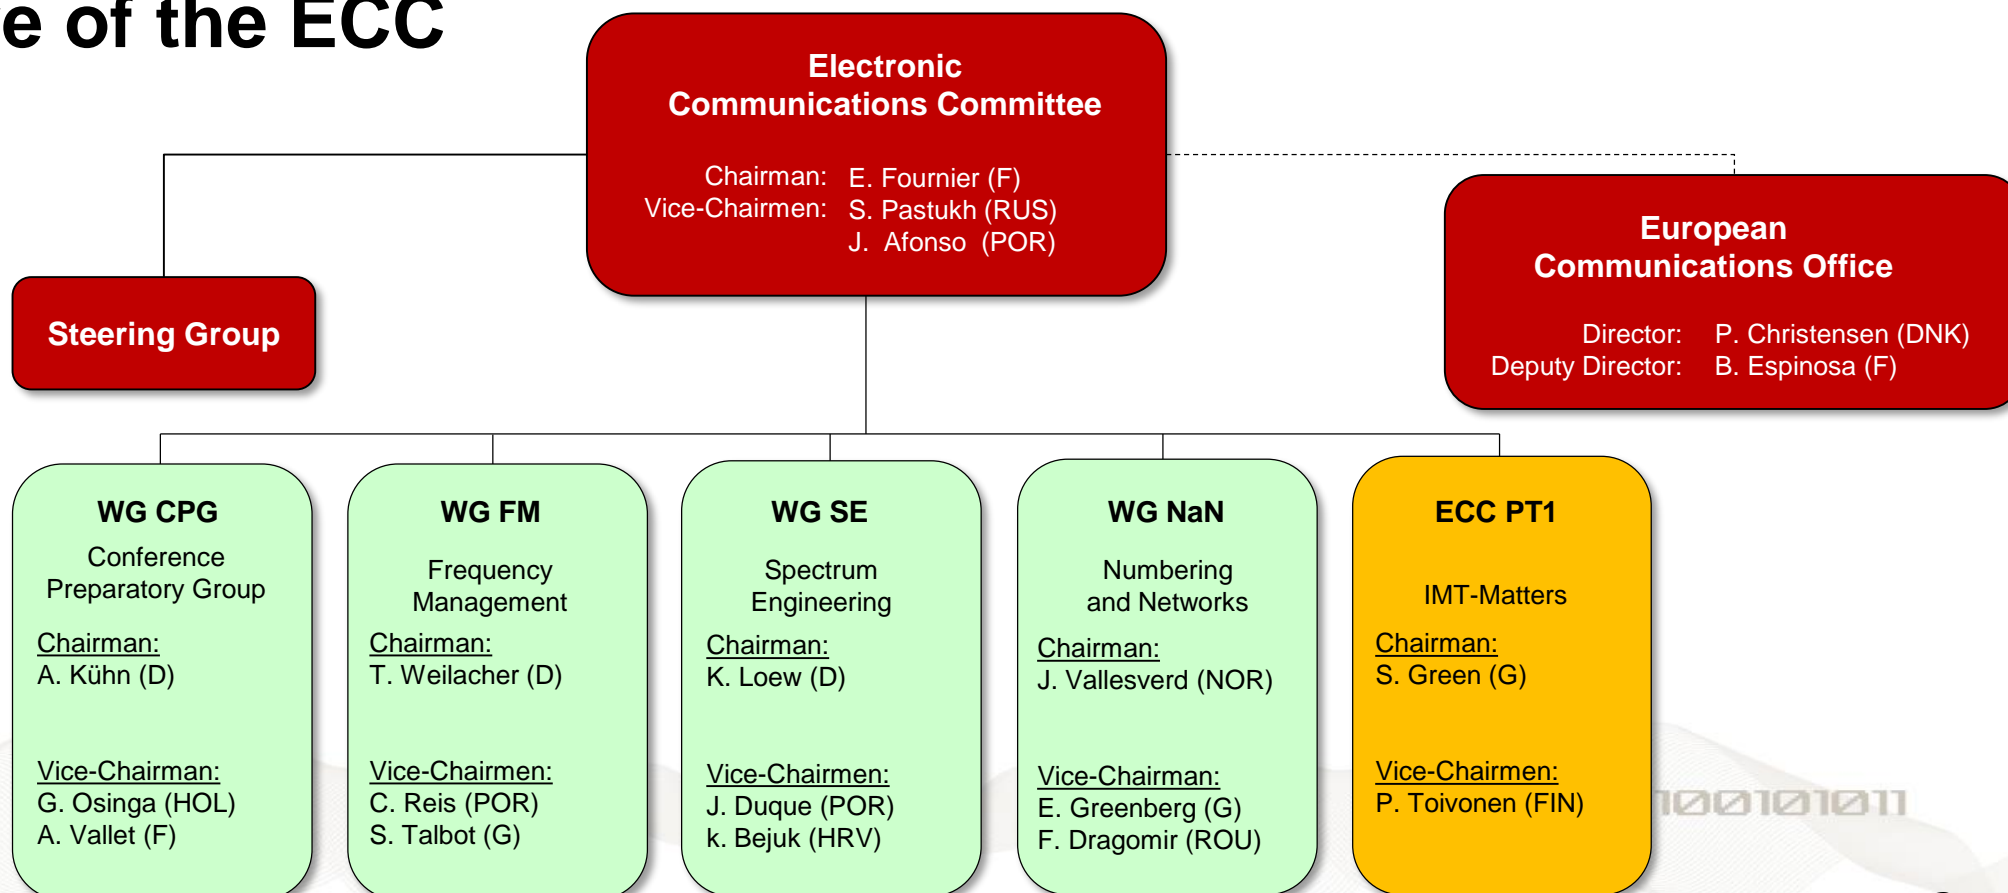 e of the ECC
Electronic
Communications Committee
Chairman: E. Fournier (F)
Vice-Chairmen: S. Pastukh (RUS)
J. Afonso (POR)
European
Communications Office
Director: P. Christensen (DNK)
Deputy Director: B. Espinosa (F)
Steering Group
WG CPG
Conference
Preparatory Group
Chairman:
A. Kühn (D)
Vice-Chairman:
G. Osinga (HOL)
A. Vallet (F)
WG FM
Frequency
Management
Chairman:
T. Weilacher (D)
Vice-Chairmen:
C. Reis (POR)
S. Talbot (G)
WG SE
Spectrum
Engineering
Chairman:
K. Loew (D)
Vice-Chairmen:
J. Duque (POR)
k. Bejuk (HRV)
WG NaN
Numbering
and Networks
Chairman:
J. Vallesverd (NOR)
Vice-Chairman:
E. Greenberg (G)
F. Dragomir (ROU)
ECC PT1
IMT-Matters
Chairman:
S. Green (G)
Vice-Chairmen:
P. Toivonen (FIN)
100101011